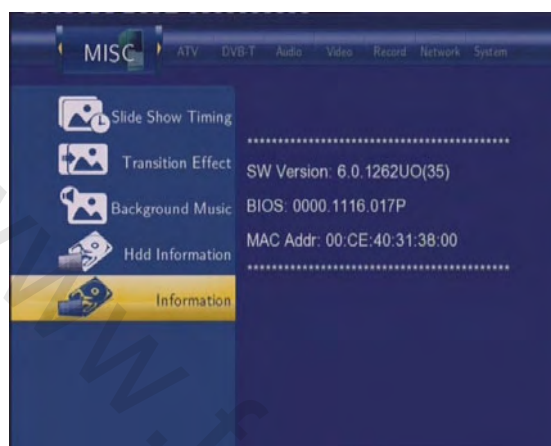 MISC ATV DVB-T Audio Video Record Network System
Slide Show Timing
Transition Effect
Background Music
Hdd Information
Information
****************************************
SW Version: 6.0.1262UO(35)
BIOS: 0000.1116.017P
MAC Addr: 00:CE:40:31:38:00
****************************************